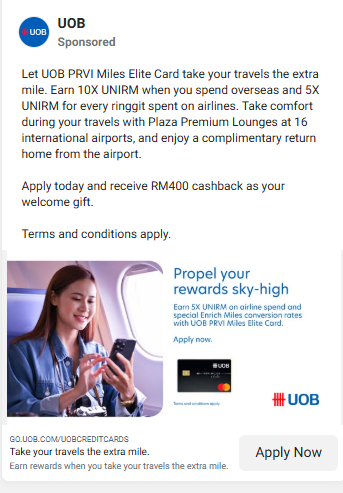 UOB
UOB
Sponsored
Let UOB PRVI Miles Elite Card take your travels the extra
mile. Earn 10X UNIRM when you spend overseas and 5X
UNIRM for every ringgit spent on airlines. Take comfort
during your travels with Plaza Premium Lounges at 16
international airports, and enjoy a complimentary return
home from the airport.
Apply today and receive RM400 cashback as your
welcome gift.
Terms and conditions apply.
Propel your
rewards sky-high
Earn 5X UNIRM on airline spend and
special Enrich Miles conversion rates
with UOB PRVI Miles Elite Card.
Apply now.
UOB
Terms and conditions apply.
UOB
GO.UOB.COM/UOBCREDITCARDS
Take your travels the extra mile.
Earn rewards when you take your travels the extra mile.
Apply Now